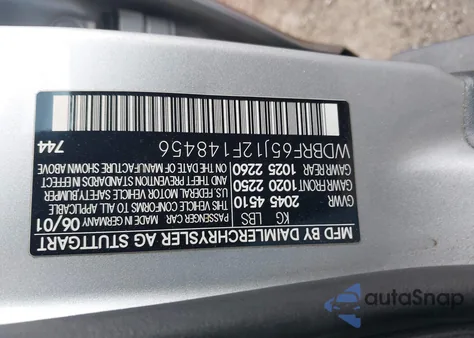 MFD BY DAIMLERCHRYSLER AG STUTTGART
PASSENGER CAR GERMANY 06/01
THIS VEHICLE CONFORMS TO ALL APPLICABLE
U.S. FEDERAL MOTOR VEHICLE SAFETY, BUMPER,
AND THEFT PREVENTION STANDARDS IN EFFECT
ON THE DATE OF MANUFACTURE SHOWN ABOVE
KG LBS
GVWR 2045 4510
GAWR FRONT 1020 2250
GAWR REAR 1025 2260
WDBRF65J12F148456
744
autoSnap